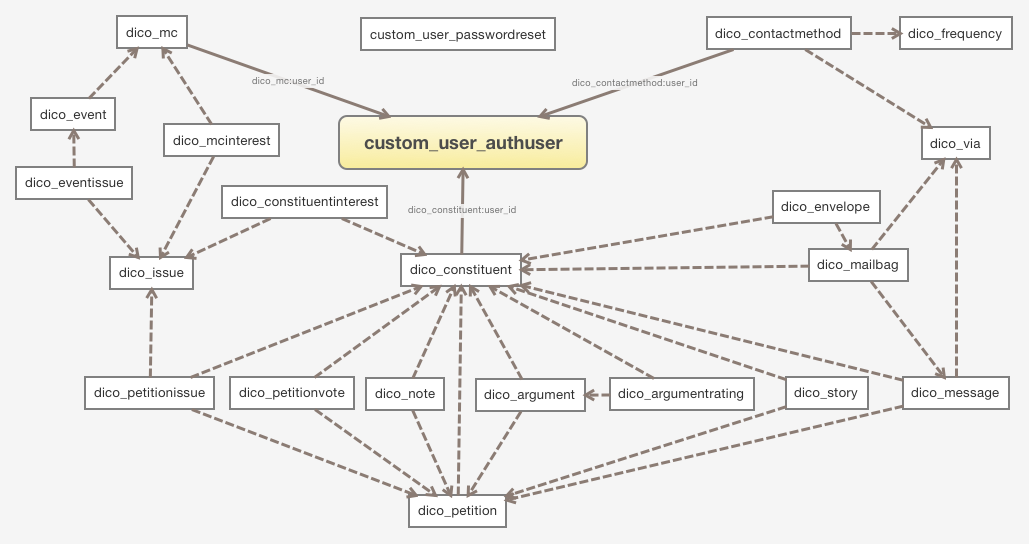 dico_mc
custom_user_passwordreset
dico_contactmethod
dico_frequency
dico_mc:user_id
dico_contactmethod:user_id
dico_event
dico_mcinterest
custom_user_authuser
dico_via
dico_eventissue
dico_constituentinterest
dico_constituent:user_id
dico_envelope
dico_issue
dico_constituent
dico_mailbag
dico_petitionissue
dico_petitionvote
dico_note
dico_argument
dico_argumentrating
dico_story
dico_message
dico_petition